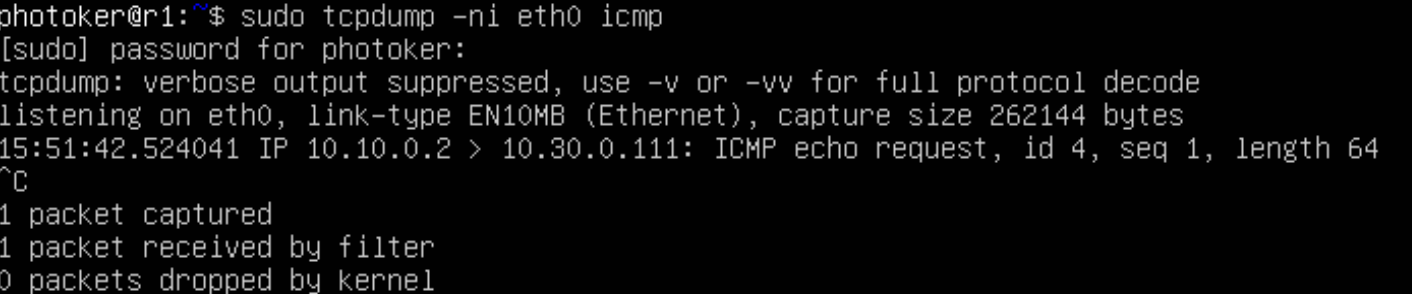 photoker@r1:~$ sudo tcpdump -ni eth0 icmp
[sudo] password for photoker:
tcpdump: verbose output suppressed, use -v or -vv for full protocol decode
listening on eth0, link-type EN10MB (Ethernet), capture size 262144 bytes
15:51:42.524041 IP 10.10.0.2 > 10.30.0.111: ICMP echo request, id 4, seq 1, length 64
^C
1 packet captured
1 packet received by filter
0 packets dropped by kernel